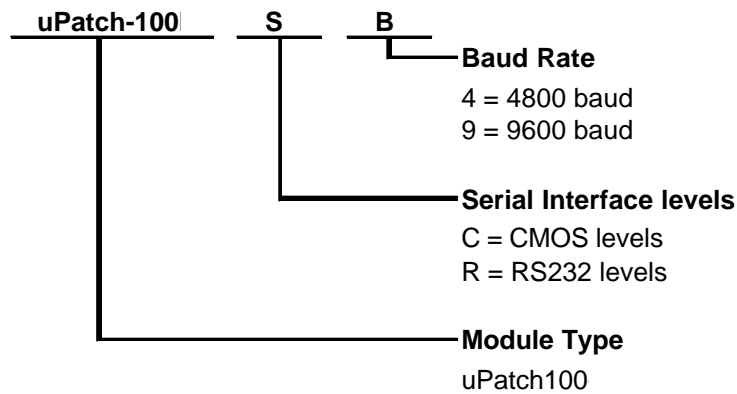 uPatch-100 S B
Baud Rate
4 = 4800 baud
9 = 9600 baud
Serial Interface levels
C = CMOS levels
R = RS232 levels
Module Type
uPatch100